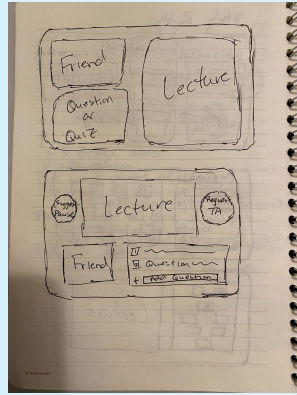 Friend
Question
or
Quiz
Lecture
Suggest
Pause
Lecture
Request
TA
Friend
Question
+ Add Question